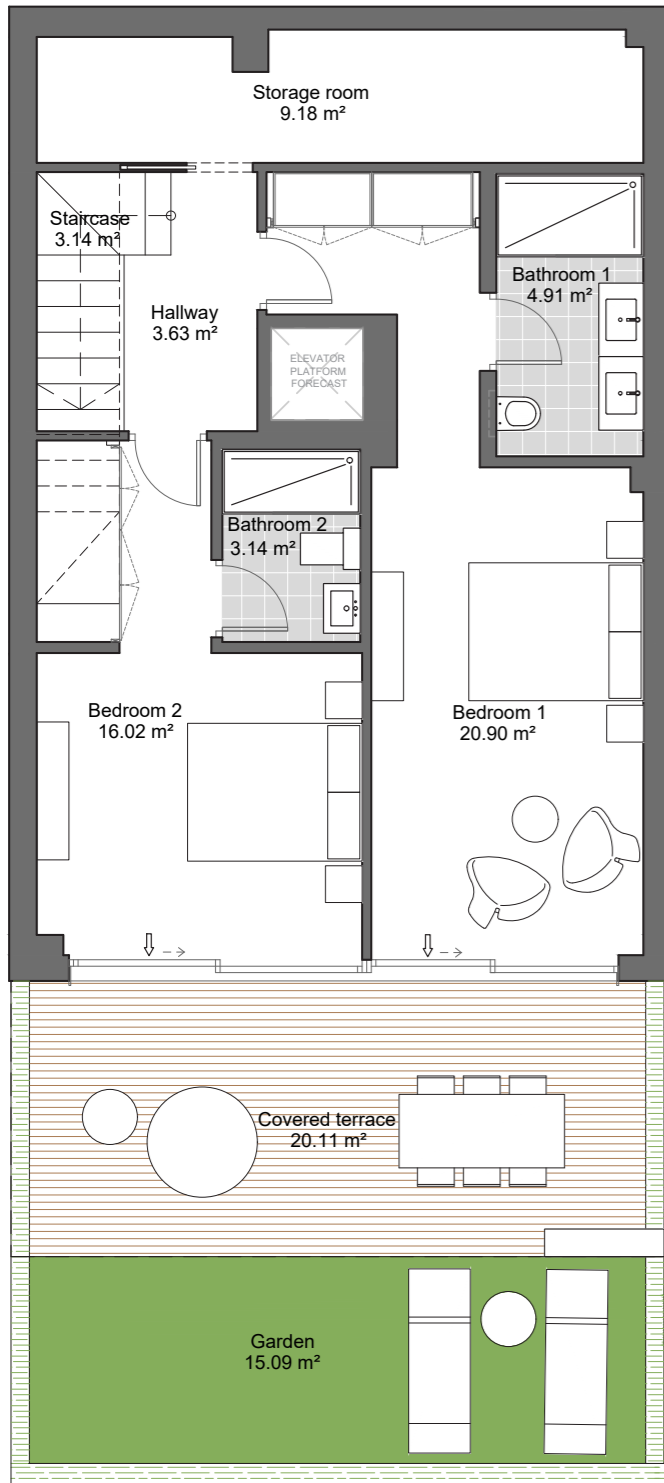 Storage room
9.18 m²
Staircase
3.14 m²
Hallway
3.63 m²
Bathroom 1
4.91 m²
ELEVATOR
PLATFORM
FORECAST
Bathroom 2
3.14 m²
Bedroom 2
16.02 m²
Bedroom 1
20.90 m²
Covered terrace
20.11 m²
Garden
15.09 m²